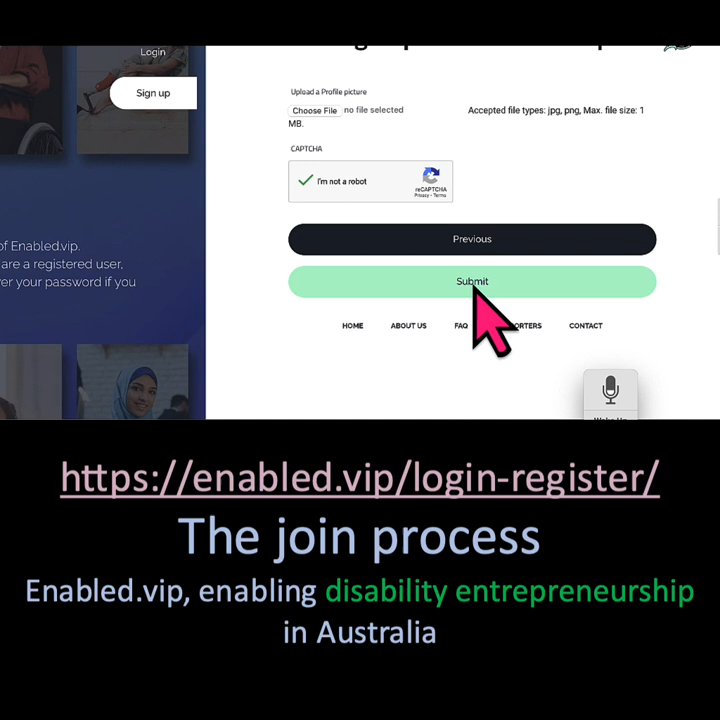 Login
Sign up
Upload a Profile picture
Choose File no file selected
Accepted file types: jpg, png, Max. file size: 1
MB.
CAPTCHA
I'm not a robot
reCAPTCHA
Privacy - Terms
of Enabled.vip.
are a registered user,
er your password if you
Previous
Submit
HOME
ABOUT US
FAQ
ORTERS
CONTACT
https://enabled.vip/login-register/
The join process
Enabled.vip, enabling disability entrepreneurship
in Australia